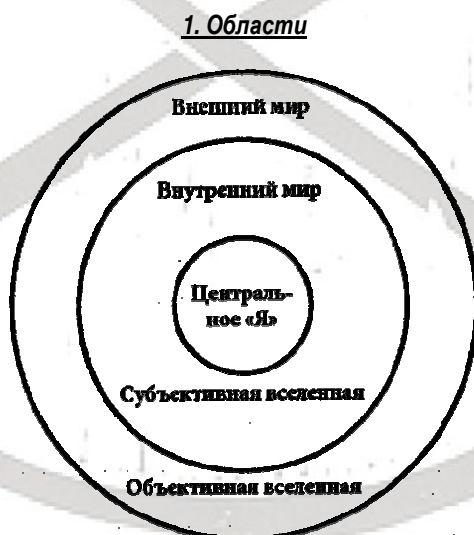 1. Области
Внешний мир
Внутренний мир
Централь-
ное «Я»
Субъективная вселенная
Объективная вселенная